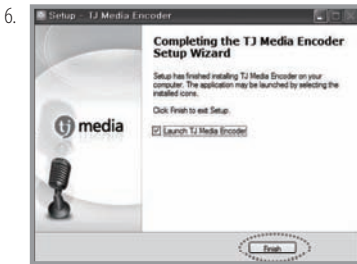 6.
Setup - TJ Media Encoder
Completing the TJ Media Encoder
Setup Wizard
Setup has finished installing TJ Media Encoder on your
computer. The application may be launched by selecting the
installed icons.
Click Finish to exit Setup.
Launch TJ Media Encoder
tj media
Finish